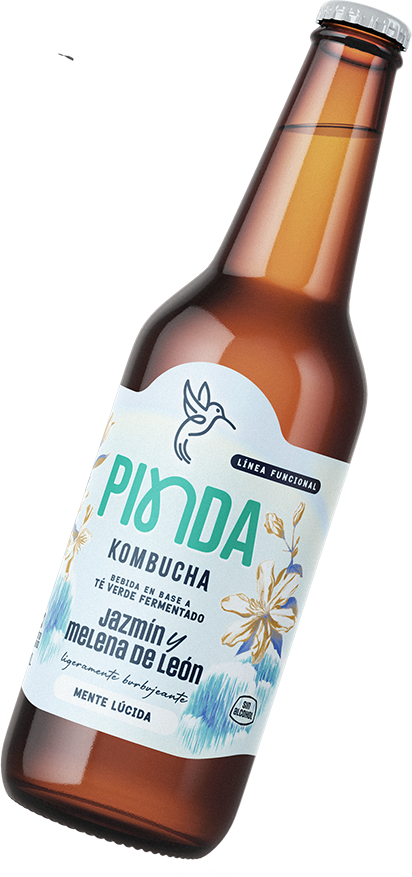 LÍNEA FUNCIONAL
PINDA
KOMBUCHA
BEBIDA EN BASE A
TÉ VERDE FERMENTADO
Jazmín y
melena de león
ligeramente burbujeante
MENTE LÚCIDA
SIN
ALCOHOL